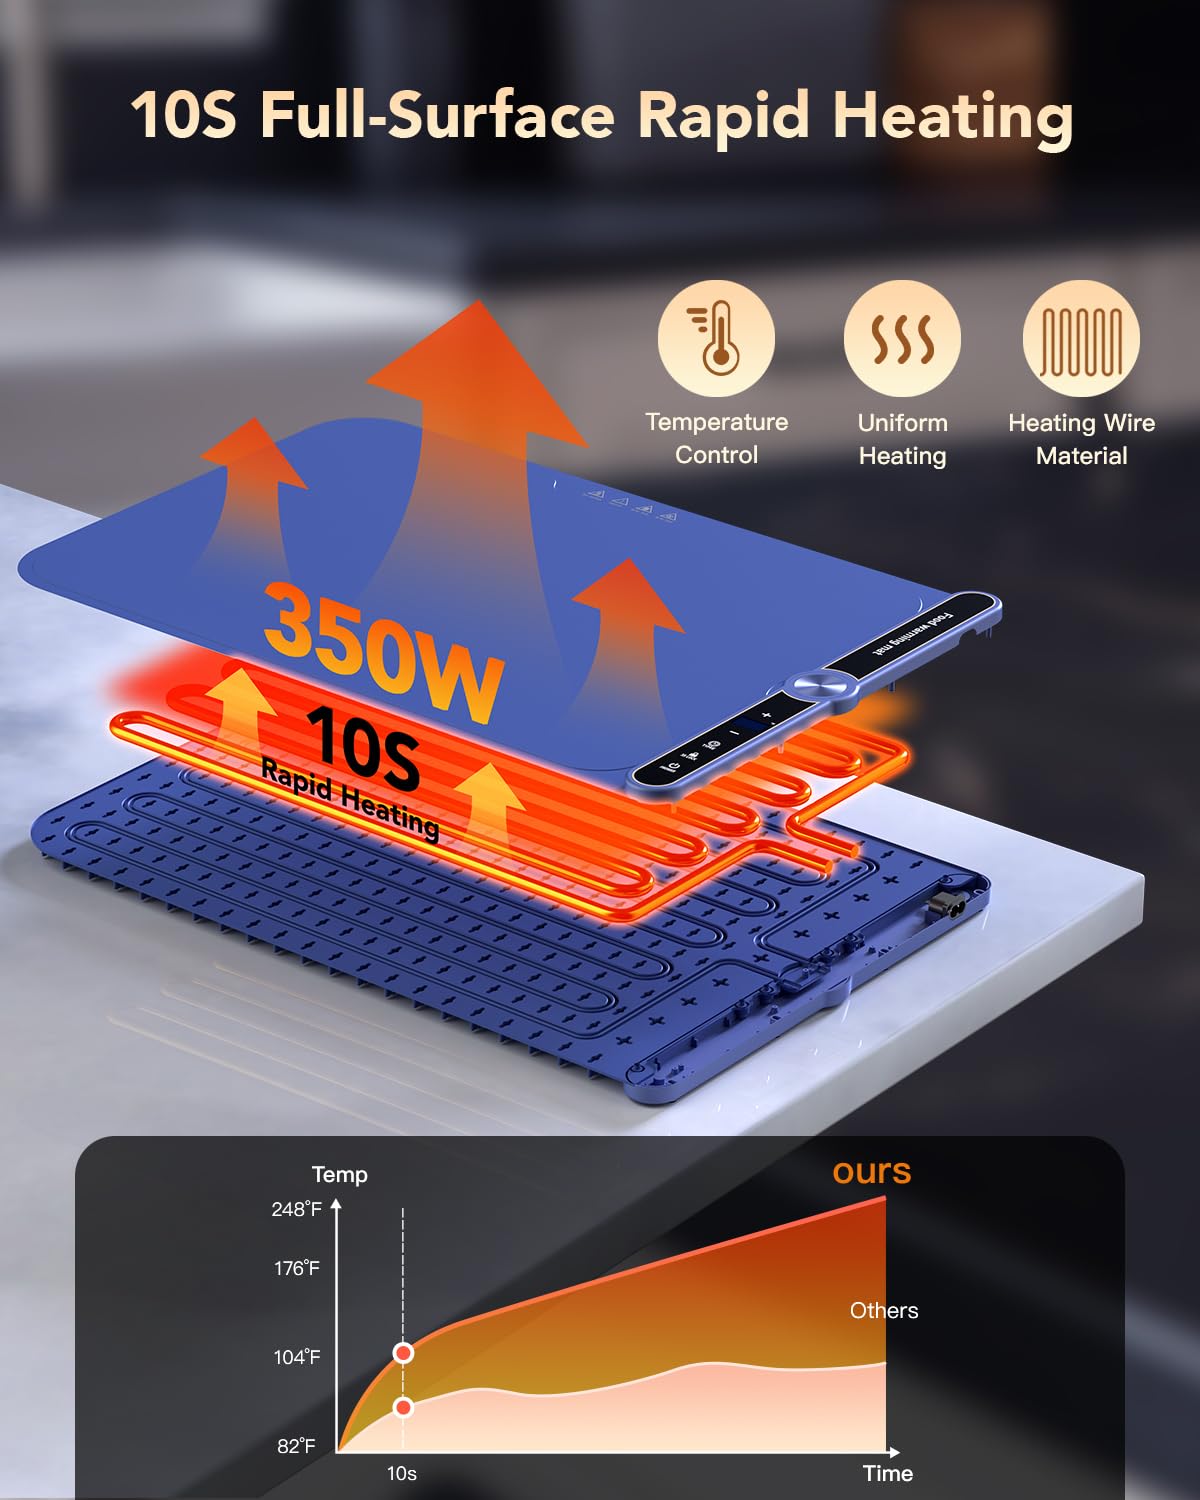 10S Full-Surface Rapid Heating
Temperature
Control
Uniform
Heating
Heating Wire
Material
Food warming mat
350W
10S
Rapid Heating
Temp
ours
248°F
176°F
Others
104°F
82°F
10s
Time